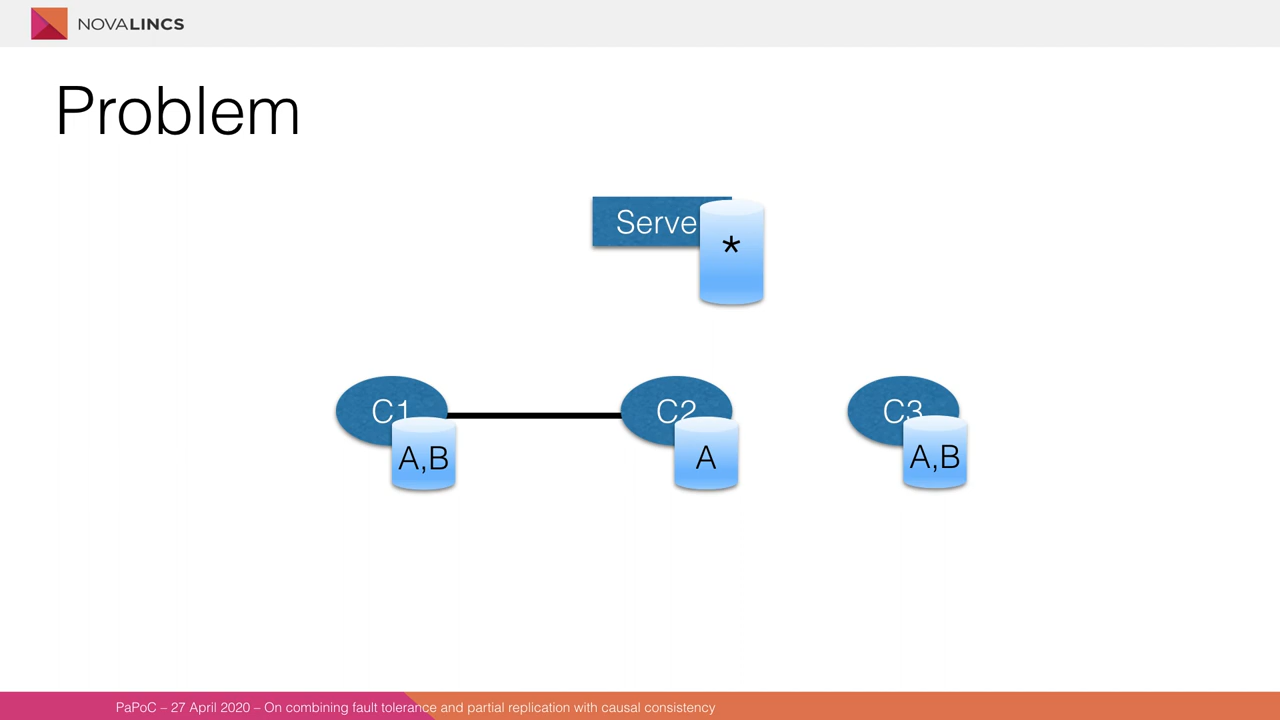 NOVALINCS
Problem
Serve
*
C1
C2
C3
A,B
A
A,B
PaPoC – 27 April 2020 – On combining fault tolerance and partial replication with causal consistency